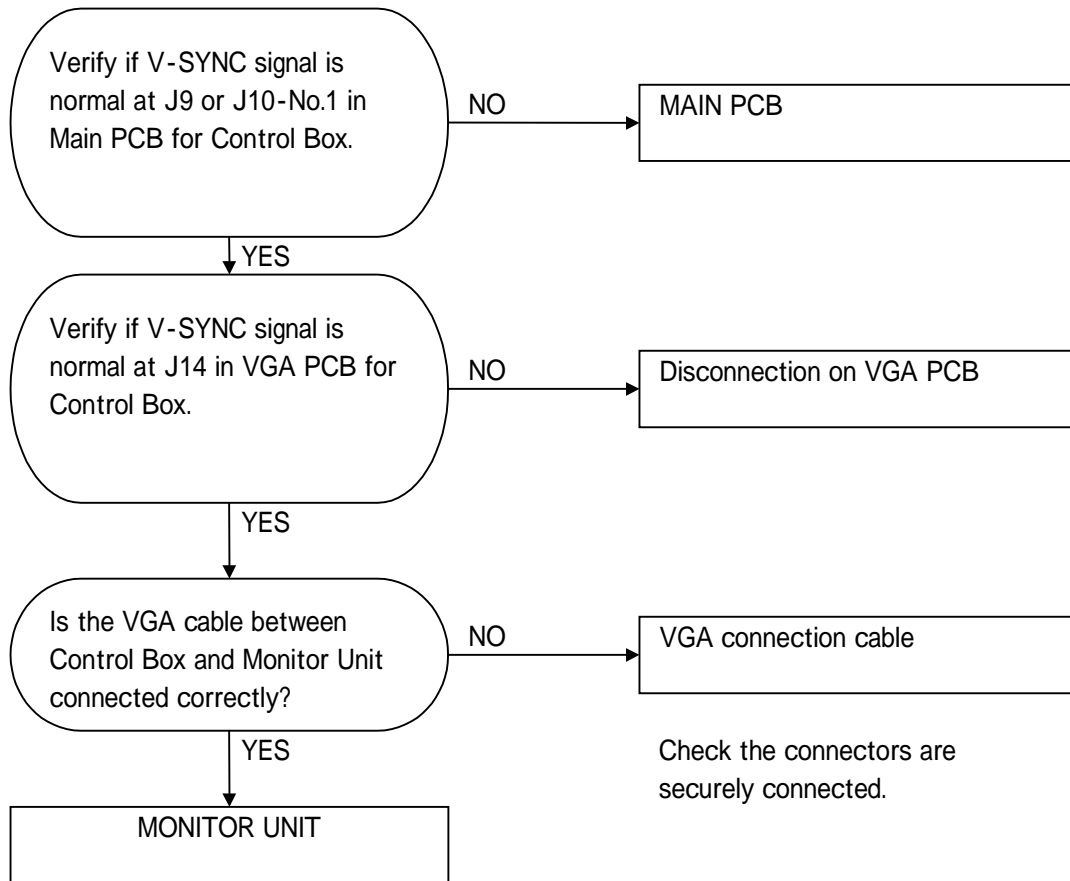 Verify if V-SYNC signal is
normal at J9 or J10-No.1 in
Main PCB for Control Box.
NO
MAIN PCB
YES
Verify if V-SYNC signal is
normal at J14 in VGA PCB for
Control Box.
NO
Disconnection on VGA PCB
YES
Is the VGA cable between
Control Box and Monitor Unit
connected correctly?
NO
VGA connection cable
YES
Check the connectors are
securely connected.
MONITOR UNIT